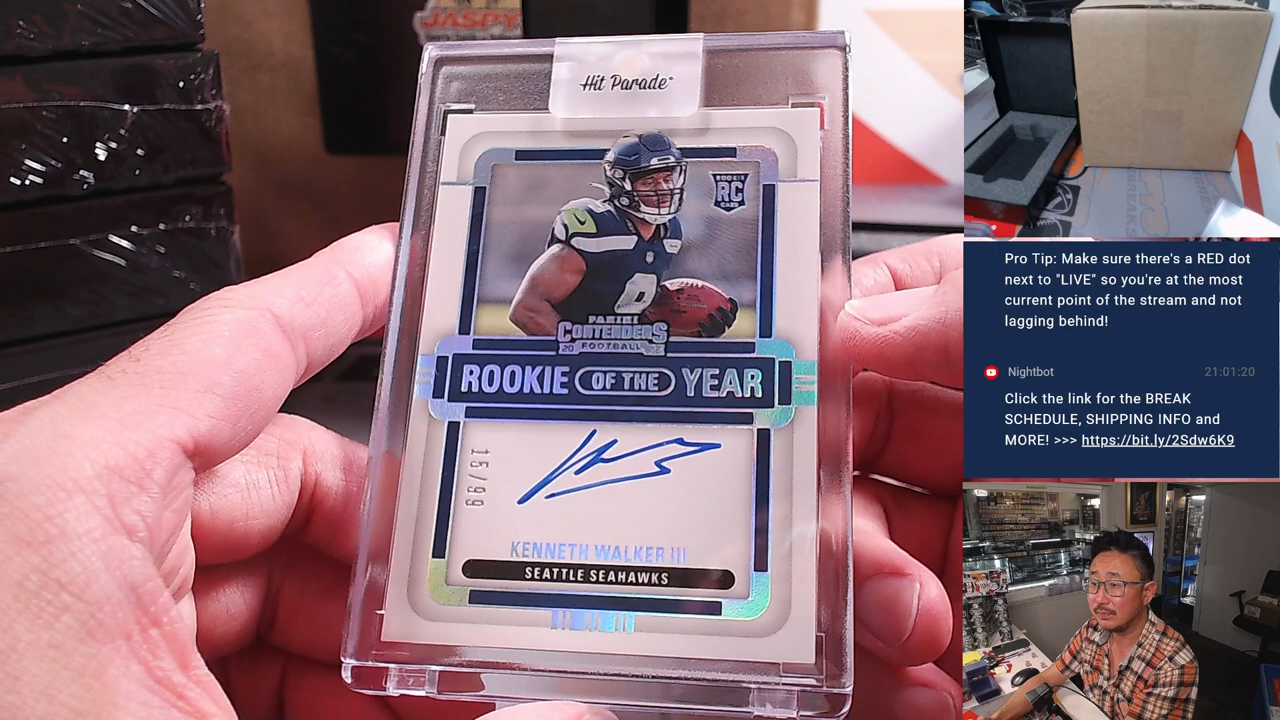 JASPY
Hit Parade
ROOKIE
RC
CARD
8
PANINI
CONTENDERS
20 FOOTBALL 22
ROOKIE OF THE YEAR
15/99
KENNETH WALKER III
SEATTLE SEAHAWKS
Pro Tip: Make sure there's a RED dot
next to "LIVE" so you're at the most
current point of the stream and not
lagging behind!
Nightbot 21:01:20
Click the link for the BREAK
SCHEDULE, SHIPPING INFO and
MORE! >>> https://bit.ly/2Sdw6K9